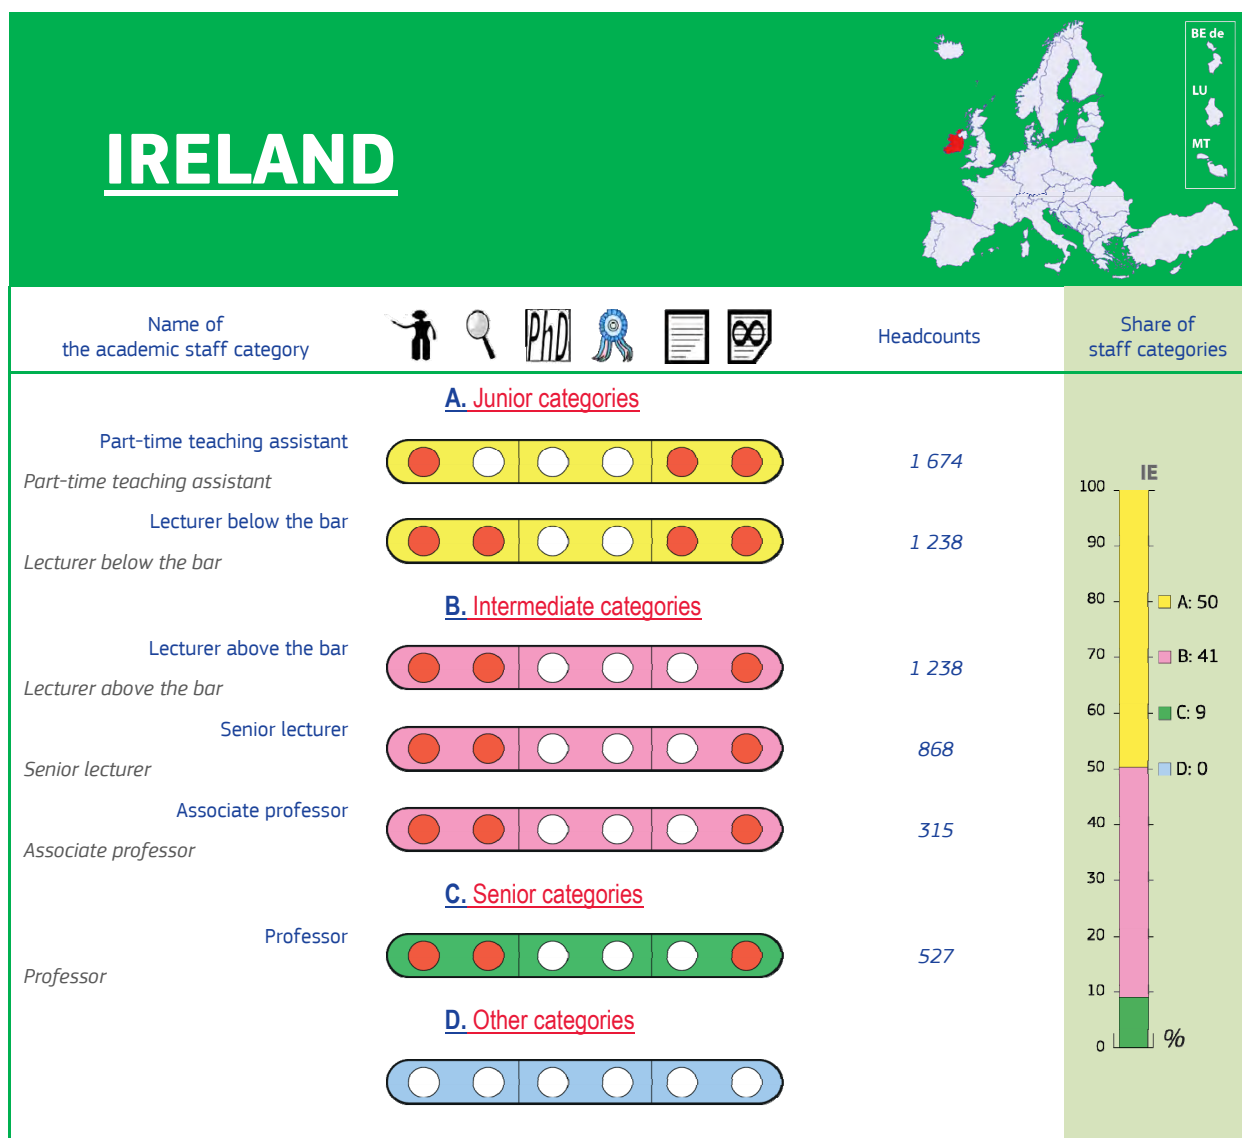 BE de
LU
MT
IRELAND
Name of
the academic staff category
PhD
Headcounts
Share of
staff categories
A. Junior categories
Part-time teaching assistant
Part-time teaching assistant
1 674
Lecturer below the bar
Lecturer below the bar
1 238
B. Intermediate categories
Lecturer above the bar
Lecturer above the bar
1 238
Senior lecturer
Senior lecturer
868
Associate professor
Associate professor
315
C. Senior categories
Professor
Professor
527
D. Other categories
IE
100
90
80
70
60
50
40
30
20
10
0
%
A: 50
B: 41
C: 9
D: 0